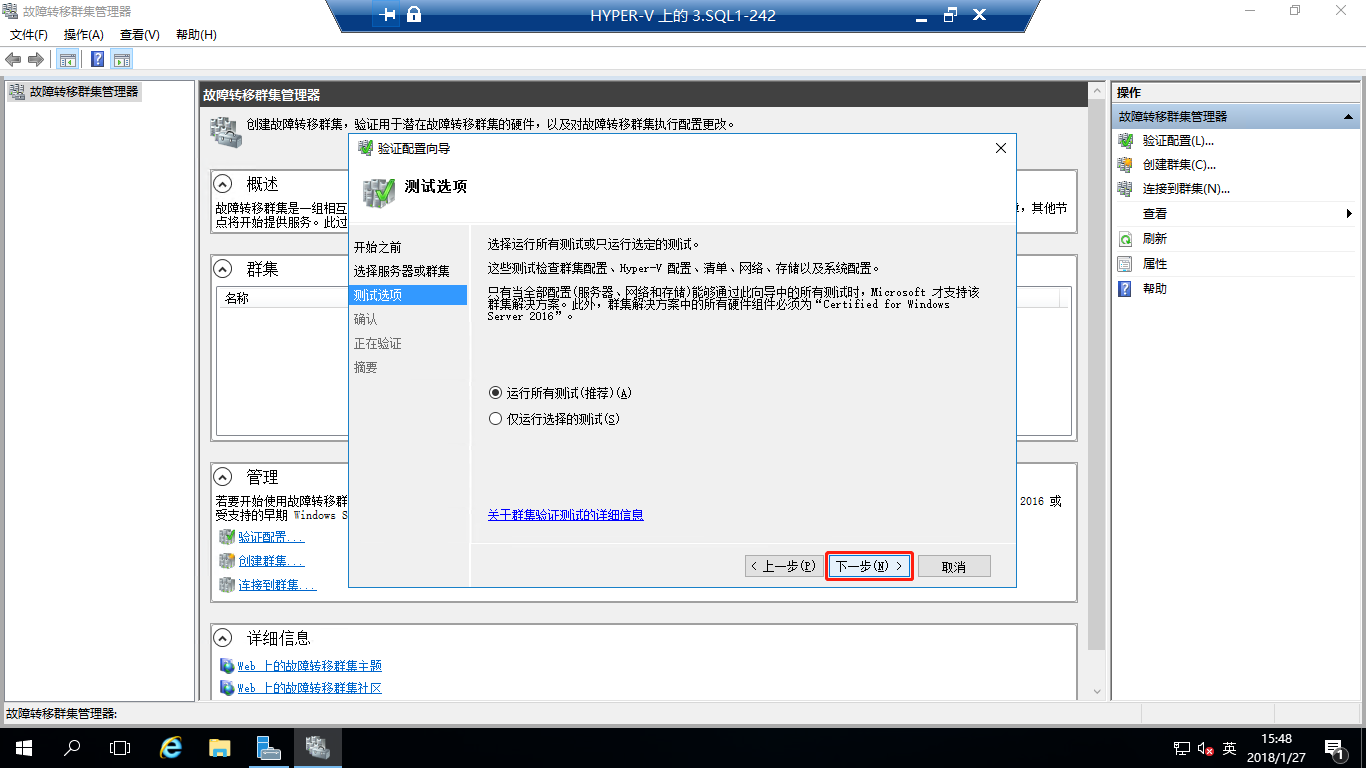 故障转移群集管理器
HYPER-V 上的 3.SQL1-242
文件(F) 操作(A) 查看(V) 帮助(H)
故障转移群集管理器
故障转移群集管理器
创建故障转移群集，验证用于潜在故障转移群集的硬件，以及对故障转移群集执行配置更改。
概述
故障转移群集是一组相互
，其他节
点将开始提供服务。此过
群集
名称
管理
若要开始使用故障转移群
2016 或
受支持的早期 Windows S
验证配置...
创建群集...
连接到群集...
详细信息
Web 上的故障转移群集主题
Web 上的故障转移群集社区
验证配置向导
测试选项
开始之前
选择服务器或群集
测试选项
确认
正在验证
摘要
选择运行所有测试或只运行选定的测试。
这些测试检查群集配置、Hyper-V 配置、清单、网络、存储以及系统配置。
只有当全部配置(服务器、网络和存储)能够通过此向导中的所有测试时，Microsoft 才支持该
群集解决方案。此外，群集解决方案中的所有硬件组件必须为“Certified for Windows
Server 2016”。
运行所有测试(推荐)(A)
仅运行选择的测试(S)
关于群集验证测试的详细信息
< 上一步(P) 下一步(N) > 取消
操作
故障转移群集管理器
验证配置(L)...
创建群集(C)...
连接到群集(N)...
查看
刷新
属性
帮助
故障转移群集管理器:
英
15:48
2018/1/27
1